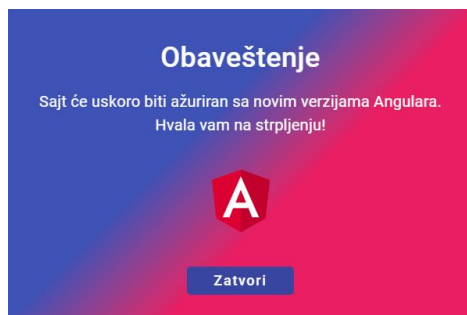 Obaveštenje
Sajt će uskoro biti ažuriran sa novim verzijama Angulara.
Hvala vam na strpljenju!
A
Zatvori